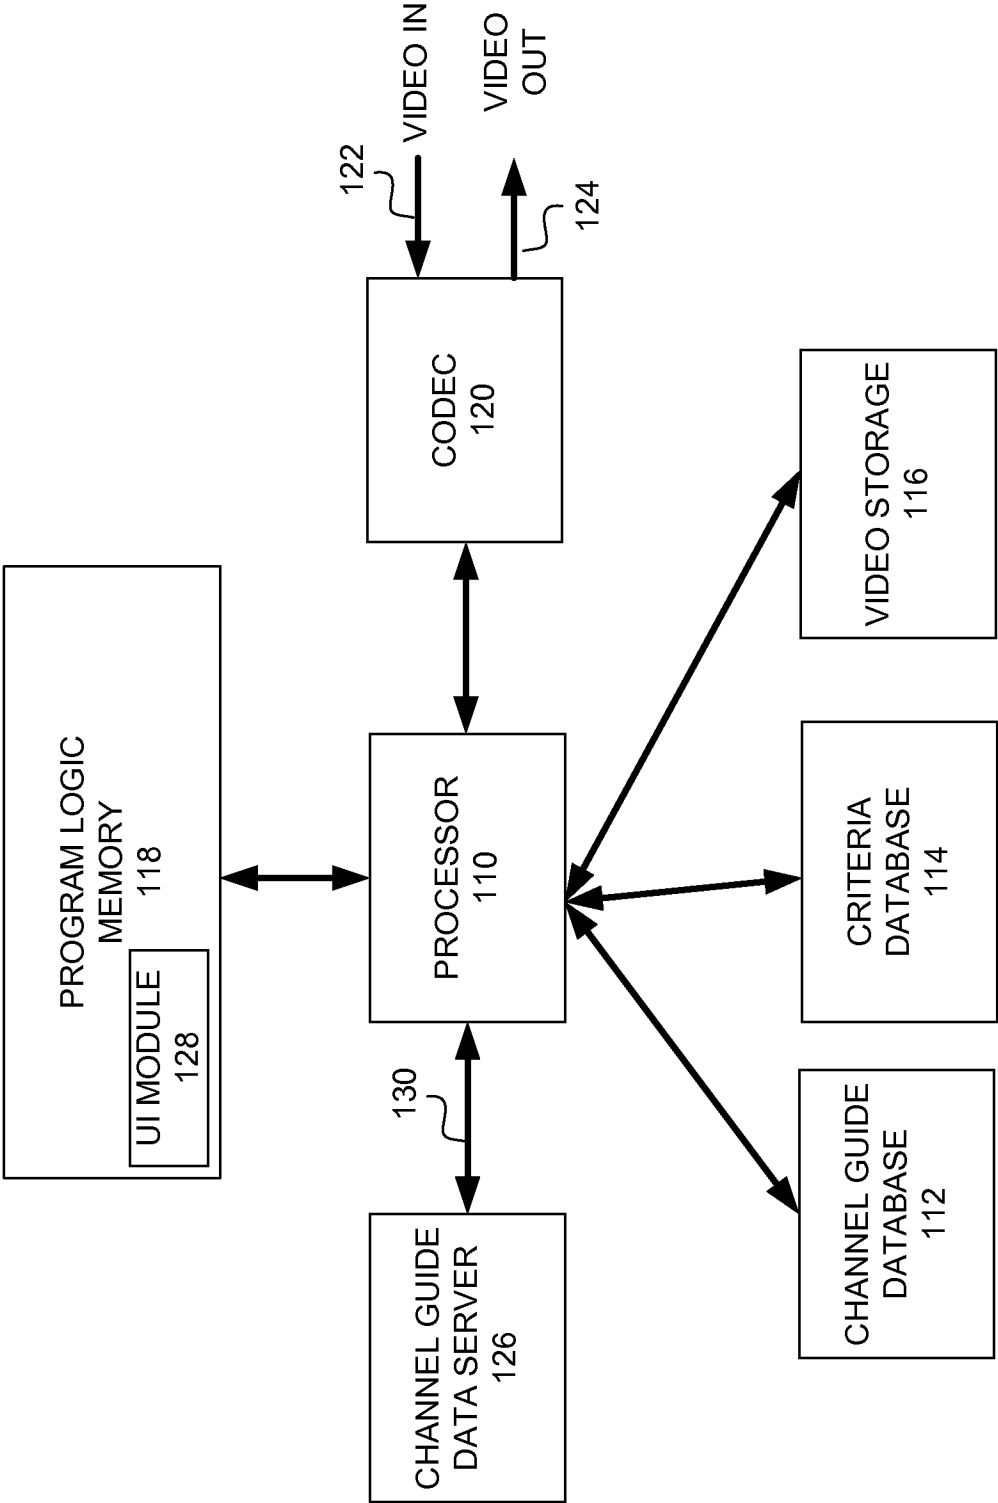 PROGRAM LOGIC
MEMORY
118
UI MODULE
128
CHANNEL GUIDE
DATA SERVER
126
130
PROCESSOR
110
CODEC
120
122
VIDEO IN
VIDEO
OUT
124
CHANNEL GUIDE
DATABASE
112
CRITERIA
DATABASE
114
VIDEO STORAGE
116